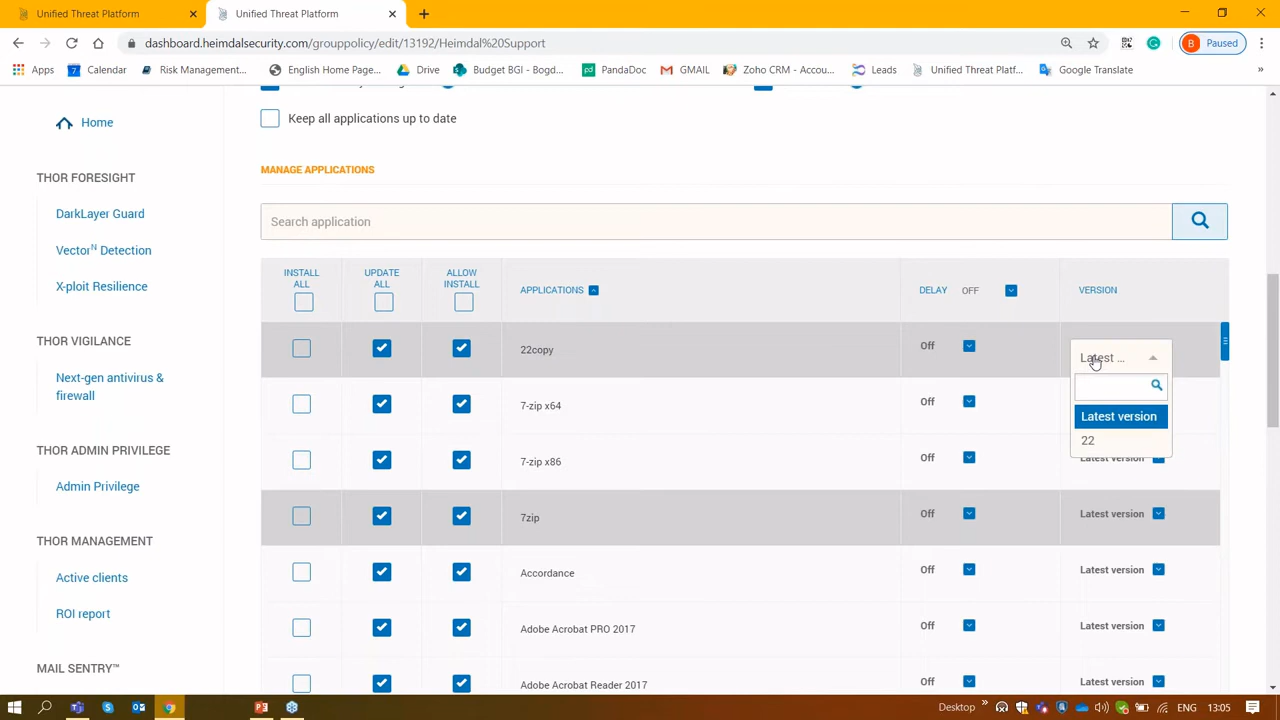 Unified Threat Platform
Unified Threat Platform
dashboard.heimdalsecurity.com/grouppolicy/edit/13192/Heimdal%20Support
B Paused
Apps
7 Calendar
Risk Management...
English Home Page...
Drive
Budget BGI - Bogd...
PandaDoc
GMAIL
Zoho CRM - Accou...
Leads
Unified Threat Platf...
Google Translate
»
Home
THOR FORESIGHT
DarkLayer Guard
VectorN Detection
X-ploit Resilience
THOR VIGILANCE
Next-gen antivirus &
firewall
THOR ADMIN PRIVILEGE
Admin Privilege
THOR MANAGEMENT
Active clients
ROI report
MAIL SENTRY™
Keep all applications up to date
MANAGE APPLICATIONS
Search application
INSTALL ALL
UPDATE ALL
ALLOW INSTALL
APPLICATIONS
DELAY OFF
VERSION
22copy Off Latest ...
Latest version
22
7-zip x64 Off
7-zip x86 Off Latest version
7zip Off Latest version
Accordance Off Latest version
Adobe Acrobat PRO 2017 Off Latest version
Adobe Acrobat Reader 2017 Off Latest version
Desktop » ENG 13:05